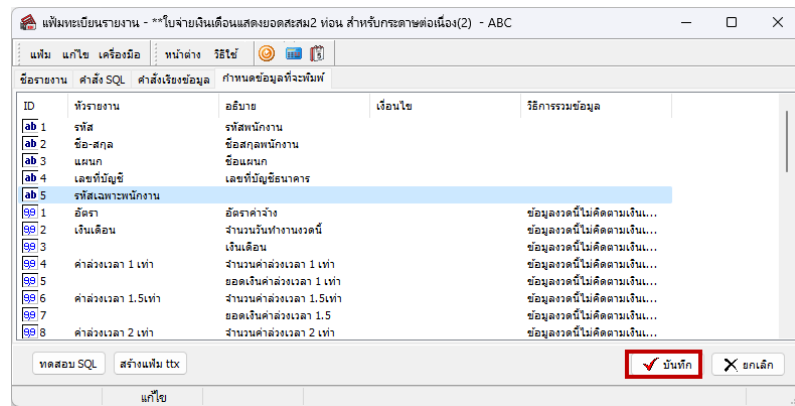 แฟ้มทะเบียนรายงาน - **ใบจ่ายเงินเดือนแสดงยอดสะสม2 ท่อน สำหรับกระดาษต่อเนื่อง(2) - ABC
แฟ้ม แก้ไข เครื่องมือ หน้าต่าง วิธีใช้
ชื่อรายงาน คำสั่ง SQL คำสั่งเรียงข้อมูล กำหนดข้อมูลที่จะพิมพ์
ID หัวรายงาน อธิบาย เงื่อนไข วิธีการรวมข้อมูล
ab 1 รหัส รหัสพนักงาน
ab 2 ชื่อ-สกุล ชื่อสกุลพนักงาน
ab 3 แผนก ชื่อแผนก
ab 4 เลขที่บัญชี เลขที่บัญชีธนาคาร
ab 5 รหัสเฉพาะพนักงาน
9.9 1 อัตรา อัตราค่าจ้าง ข้อมูลงวดนี้ไม่คิดตามเงินเ...
9.9 2 เงินเดือน จำนวนวันทำงานงวดนี้ ข้อมูลงวดนี้ไม่คิดตามเงินเ...
9.9 3 เงินเดือน ข้อมูลงวดนี้ไม่คิดตามเงินเ...
9.9 4 ค่าล่วงเวลา 1 เท่า จำนวนค่าล่วงเวลา 1 เท่า ข้อมูลงวดนี้ไม่คิดตามเงินเ...
9.9 5 ยอดเงินค่าล่วงเวลา 1 เท่า ข้อมูลงวดนี้ไม่คิดตามเงินเ...
9.9 6 ค่าล่วงเวลา 1.5เท่า จำนวนค่าล่วงเวลา 1.5เท่า ข้อมูลงวดนี้ไม่คิดตามเงินเ...
9.9 7 ยอดเงินค่าล่วงเวลา 1.5 ข้อมูลงวดนี้ไม่คิดตามเงินเ...
9.9 8 ค่าล่วงเวลา 2 เท่า จำนวนค่าล่วงเวลา 2 เท่า ข้อมูลงวดนี้ไม่คิดตามเงินเ...
ทดสอบ SQL สร้างแฟ้ม ttx บันทึก ยกเลิก
แก้ไข